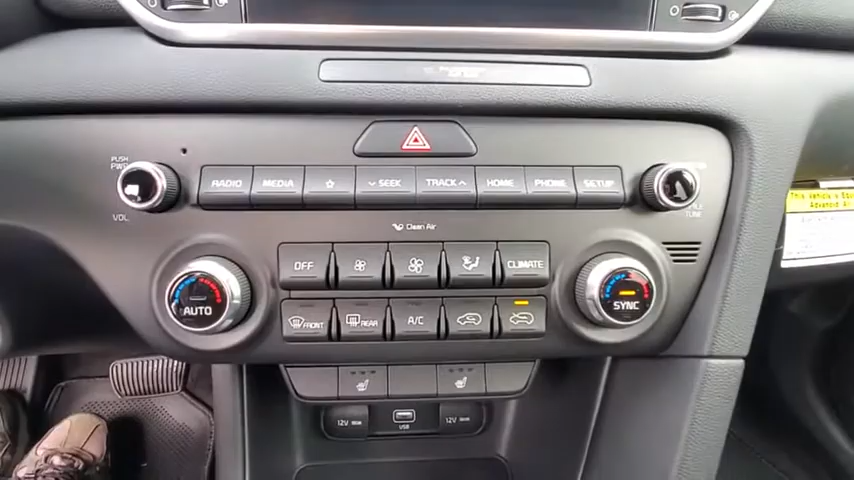 PUSH
PWR
VOL
RADIO MEDIA ☆ ∨ SEEK TRACK ∧ HOME PHONE SETUP
TUNE
Clean Air
OFF CLIMATE
AUTO
SYNC
FRONT REAR A/C
12V USB 12V